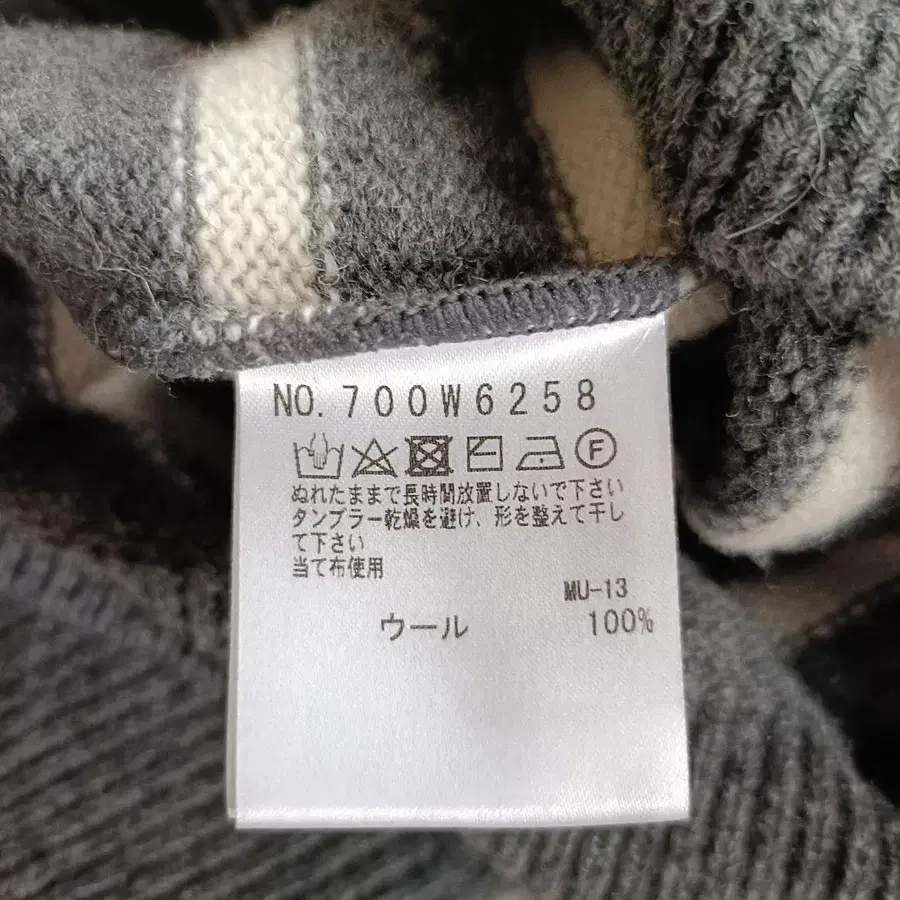 NO.700W6258
F
ぬれたままで長時間放置しないで下さい
タンブラー乾燥を避け、形を整えて干し
て下さい
当て布使用
MU-13
ウール 100%